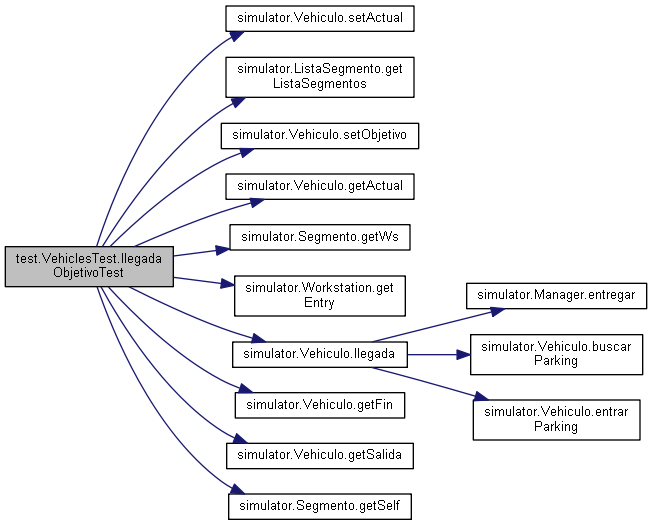 simulator.Vehiculo.setActual
simulator.ListaSegmento.get
ListaSegmentos
simulator.Vehiculo.setObjetivo
simulator.Vehiculo.getActual
simulator.Segmento.getWs
test.VehiclesTest.llegada
ObjetivoTest
simulator.Workstation.get
Entry
simulator.Manager.entregar
simulator.Vehiculo.llegada
simulator.Vehiculo.buscar
Parking
simulator.Vehiculo.getFin
simulator.Vehiculo.entrar
Parking
simulator.Vehiculo.getSalida
simulator.Segmento.getSelf